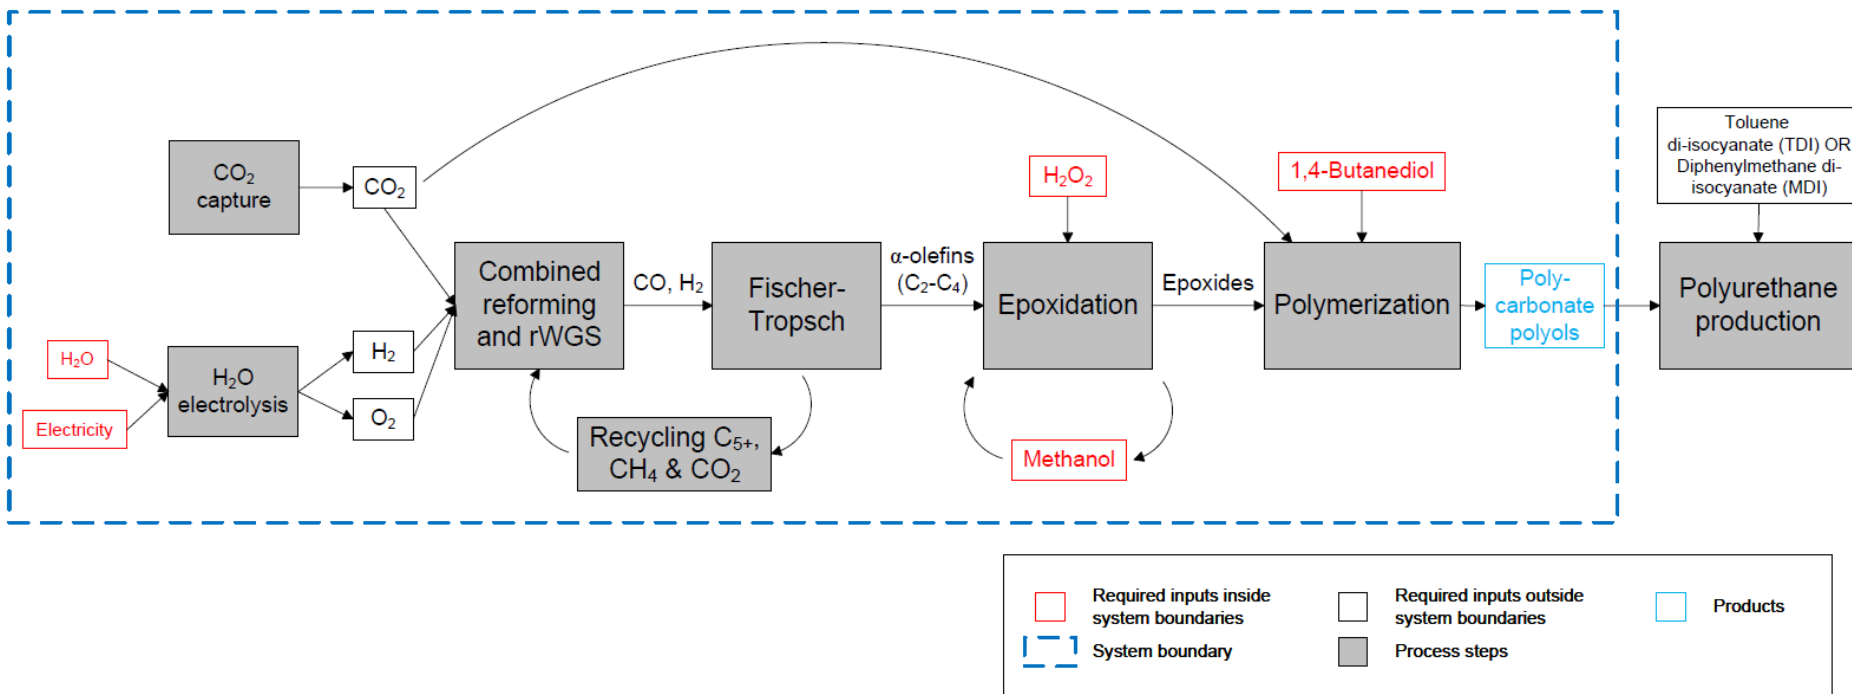 CO₂
capture
CO₂
H₂O
Electricity
H₂O
electrolysis
H₂
O₂
Combined
reforming
and rWGS
CO, H₂
Fischer-
Tropsch
Recycling C₅₊,
CH₄ & CO₂
α-olefins
(C₂-C₄)
H₂O₂
Epoxidation
Methanol
Epoxides
1,4-Butanediol
Polymerization
Poly-
carbonate
polyols
Toluene
di-isocyanate (TDI) OR
Diphenylmethane di-
isocyanate (MDI)
Polyurethane
production
Required inputs inside
system boundaries
Required inputs outside
system boundaries
Products
System boundary
Process steps